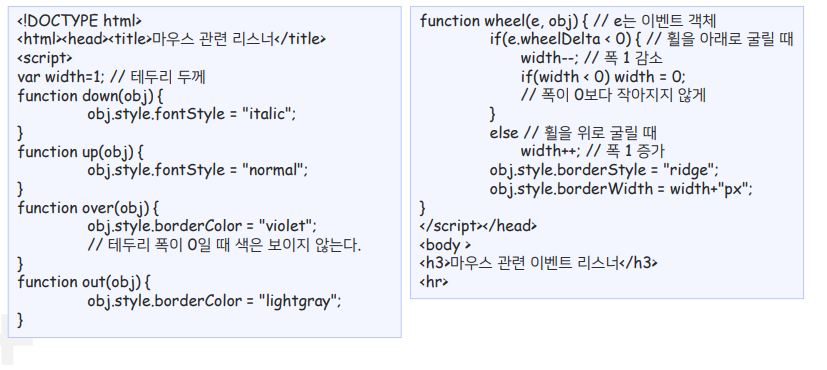 <!DOCTYPE html>
<html><head><title>마우스 관련 리스너</title>
<script>
var width=1; // 테두리 두께
function down(obj) {
obj.style.fontStyle = "italic";
}
function up(obj) {
obj.style.fontStyle = "normal";
}
function over(obj) {
obj.style.borderColor = "violet";
// 테두리 폭이 0일 때 색은 보이지 않는다.
}
function out(obj) {
obj.style.borderColor = "lightgray";
}
function wheel(e, obj) { // e는 이벤트 객체
if(e.wheelDelta < 0) { // 휠을 아래로 굴릴 때
width--; // 폭 1 감소
if(width < 0) width = 0;
// 폭이 0보다 작아지지 않게
}
else // 휠을 위로 굴릴 때
width++; // 폭 1 증가
obj.style.borderStyle = "ridge";
obj.style.borderWidth = width+"px";
}
</script></head>
<body >
<h3>마우스 관련 이벤트 리스너</h3>
<hr>